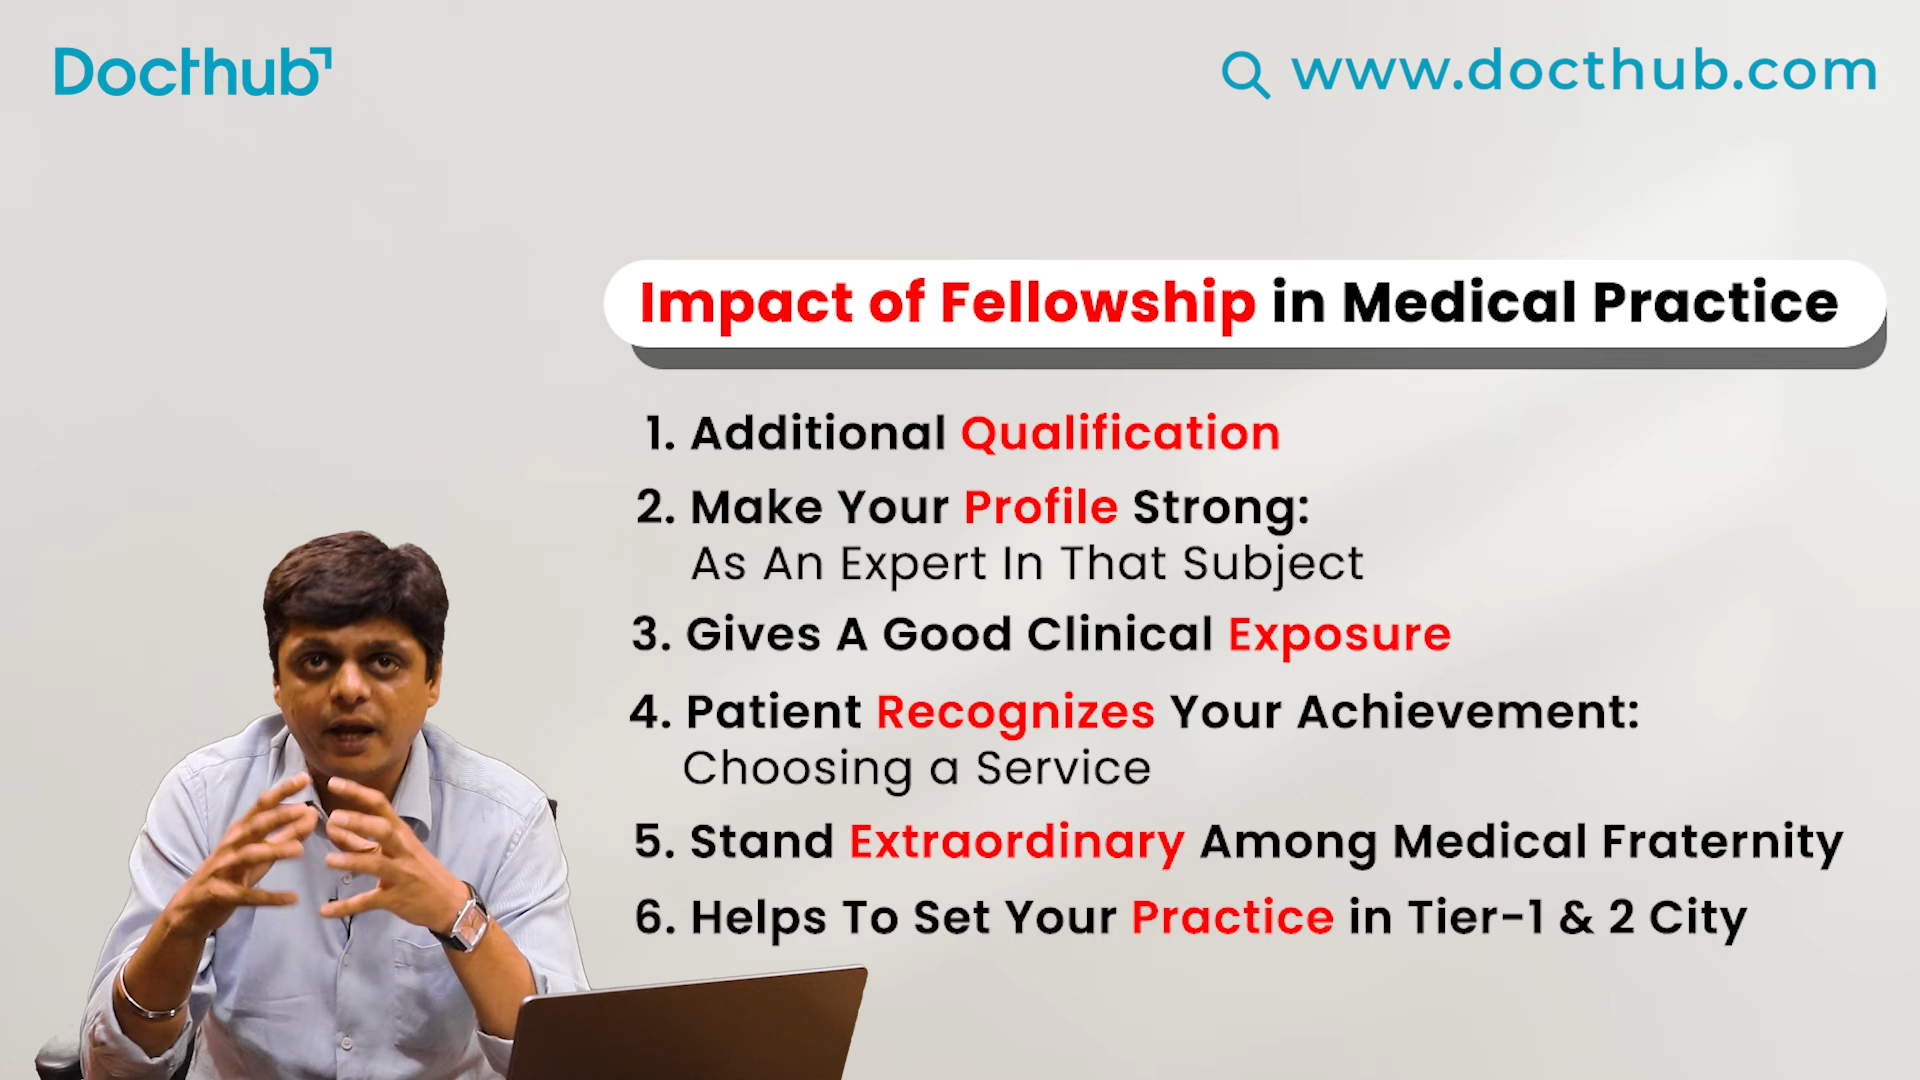 Docthub
www.docthub.com
Impact of Fellowship in Medical Practice
1. Additional Qualification
2. Make Your Profile Strong:
As An Expert In That Subject
3. Gives A Good Clinical Exposure
4. Patient Recognizes Your Achievement:
Choosing a Service
5. Stand Extraordinary Among Medical Fraternity
6. Helps To Set Your Practice in Tier-1 & 2 City